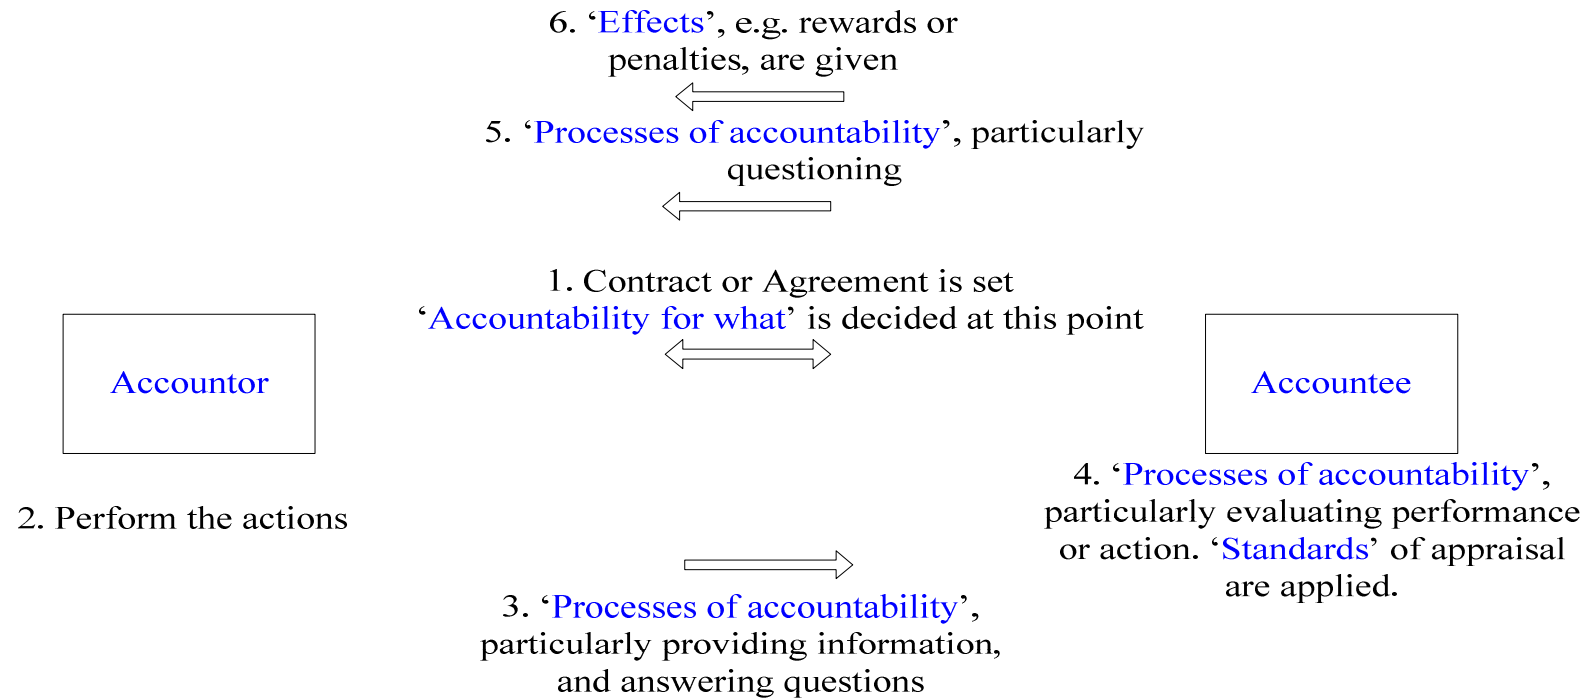 6. ‘Effects’, e.g. rewards or
penalties, are given
5. ‘Processes of accountability’, particularly
questioning
1. Contract or Agreement is set
‘Accountability for what’ is decided at this point
Accountor
Accountee
2. Perform the actions
4. ‘Processes of accountability’,
particularly evaluating performance
or action. ‘Standards’ of appraisal
are applied.
3. ‘Processes of accountability’,
particularly providing information,
and answering questions